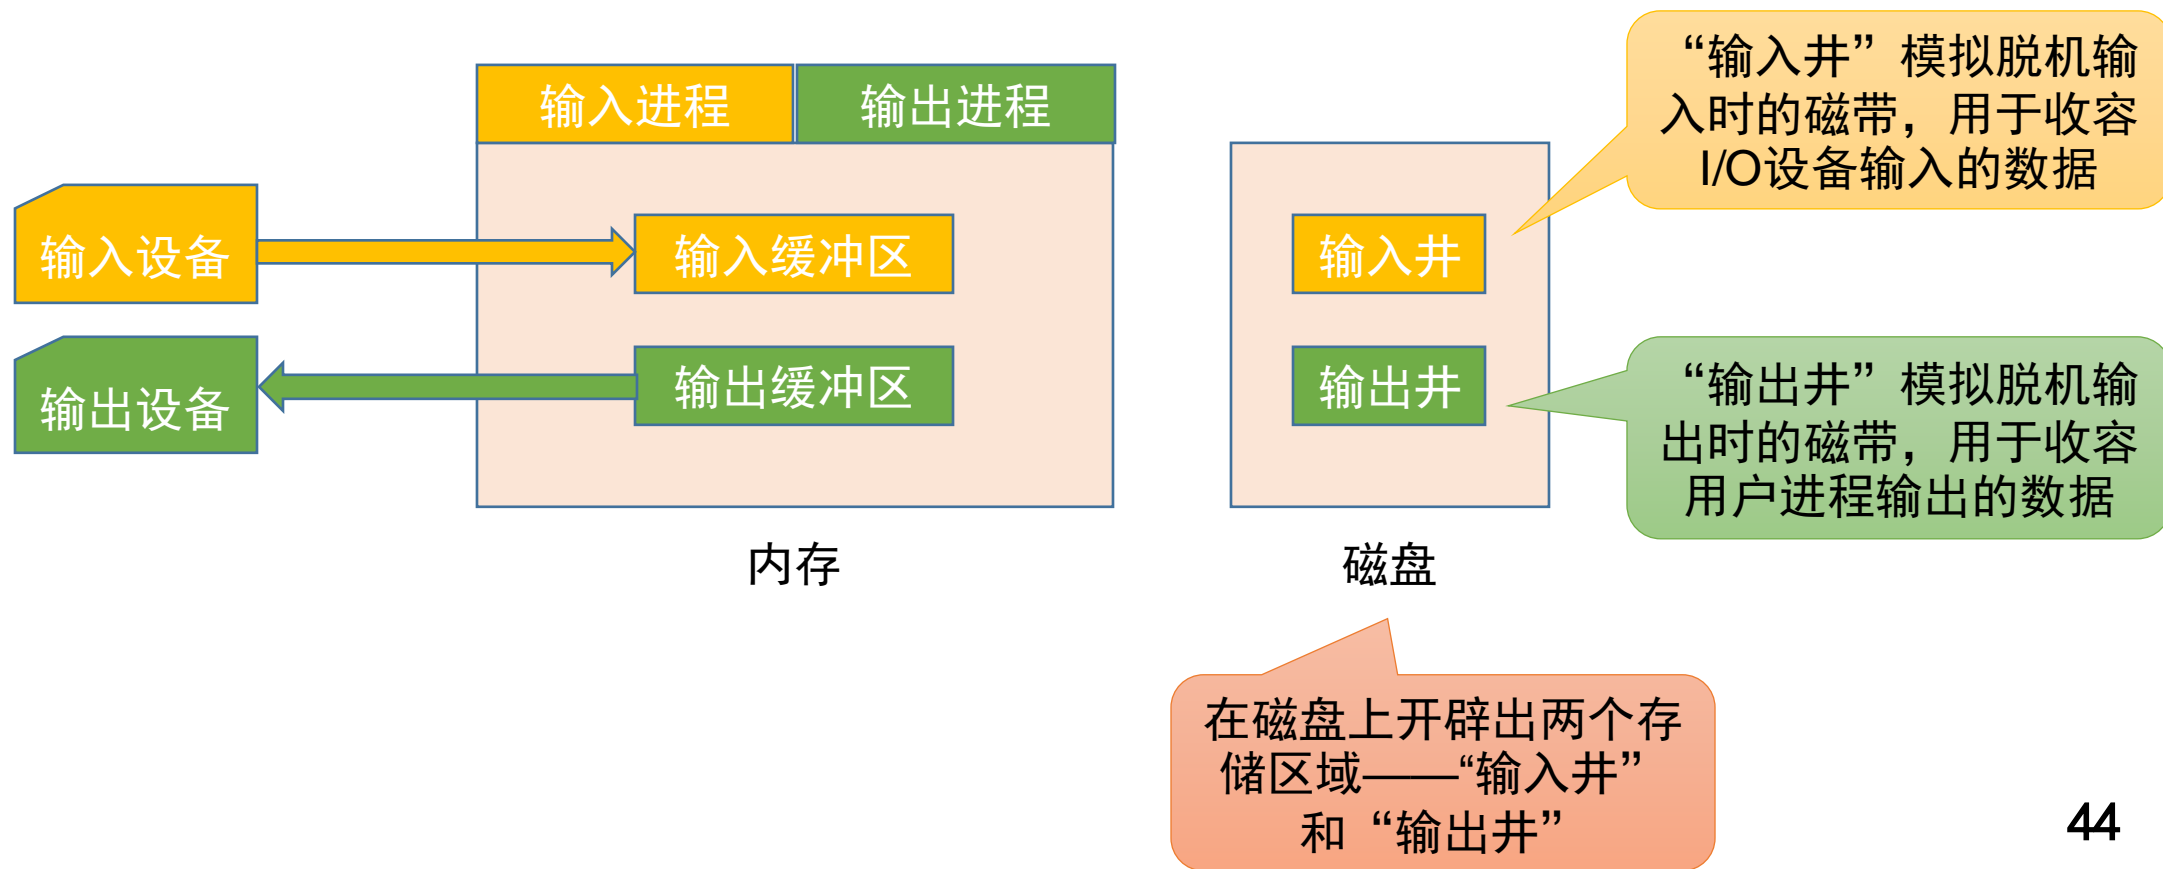 输入进程
输出进程
输入设备
输入缓冲区
输出设备
输出缓冲区
内存
输入井
输出井
磁盘
“输入井”模拟脱机输
入时的磁带，用于收容
I/O设备输入的数据
“输出井”模拟脱机输
出时的磁带，用于收容
用户进程输出的数据
在磁盘上开辟出两个存
储区域——“输入井”
和“输出井”
44